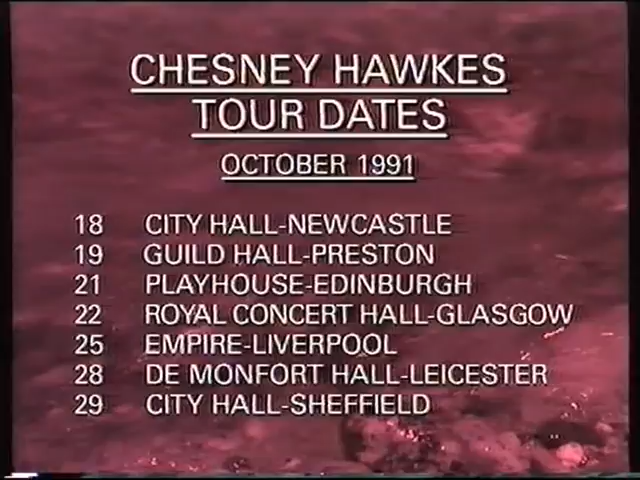 CHESNEY HAWKES
TOUR DATES
OCTOBER 1991
18 CITY HALL-NEWCASTLE
19 GUILD HALL-PRESTON
21 PLAYHOUSE-EDINBURGH
22 ROYAL CONCERT HALL-GLASGOW
25 EMPIRE-LIVERPOOL
28 DE MONFORT HALL-LEICESTER
29 CITY HALL-SHEFFIELD